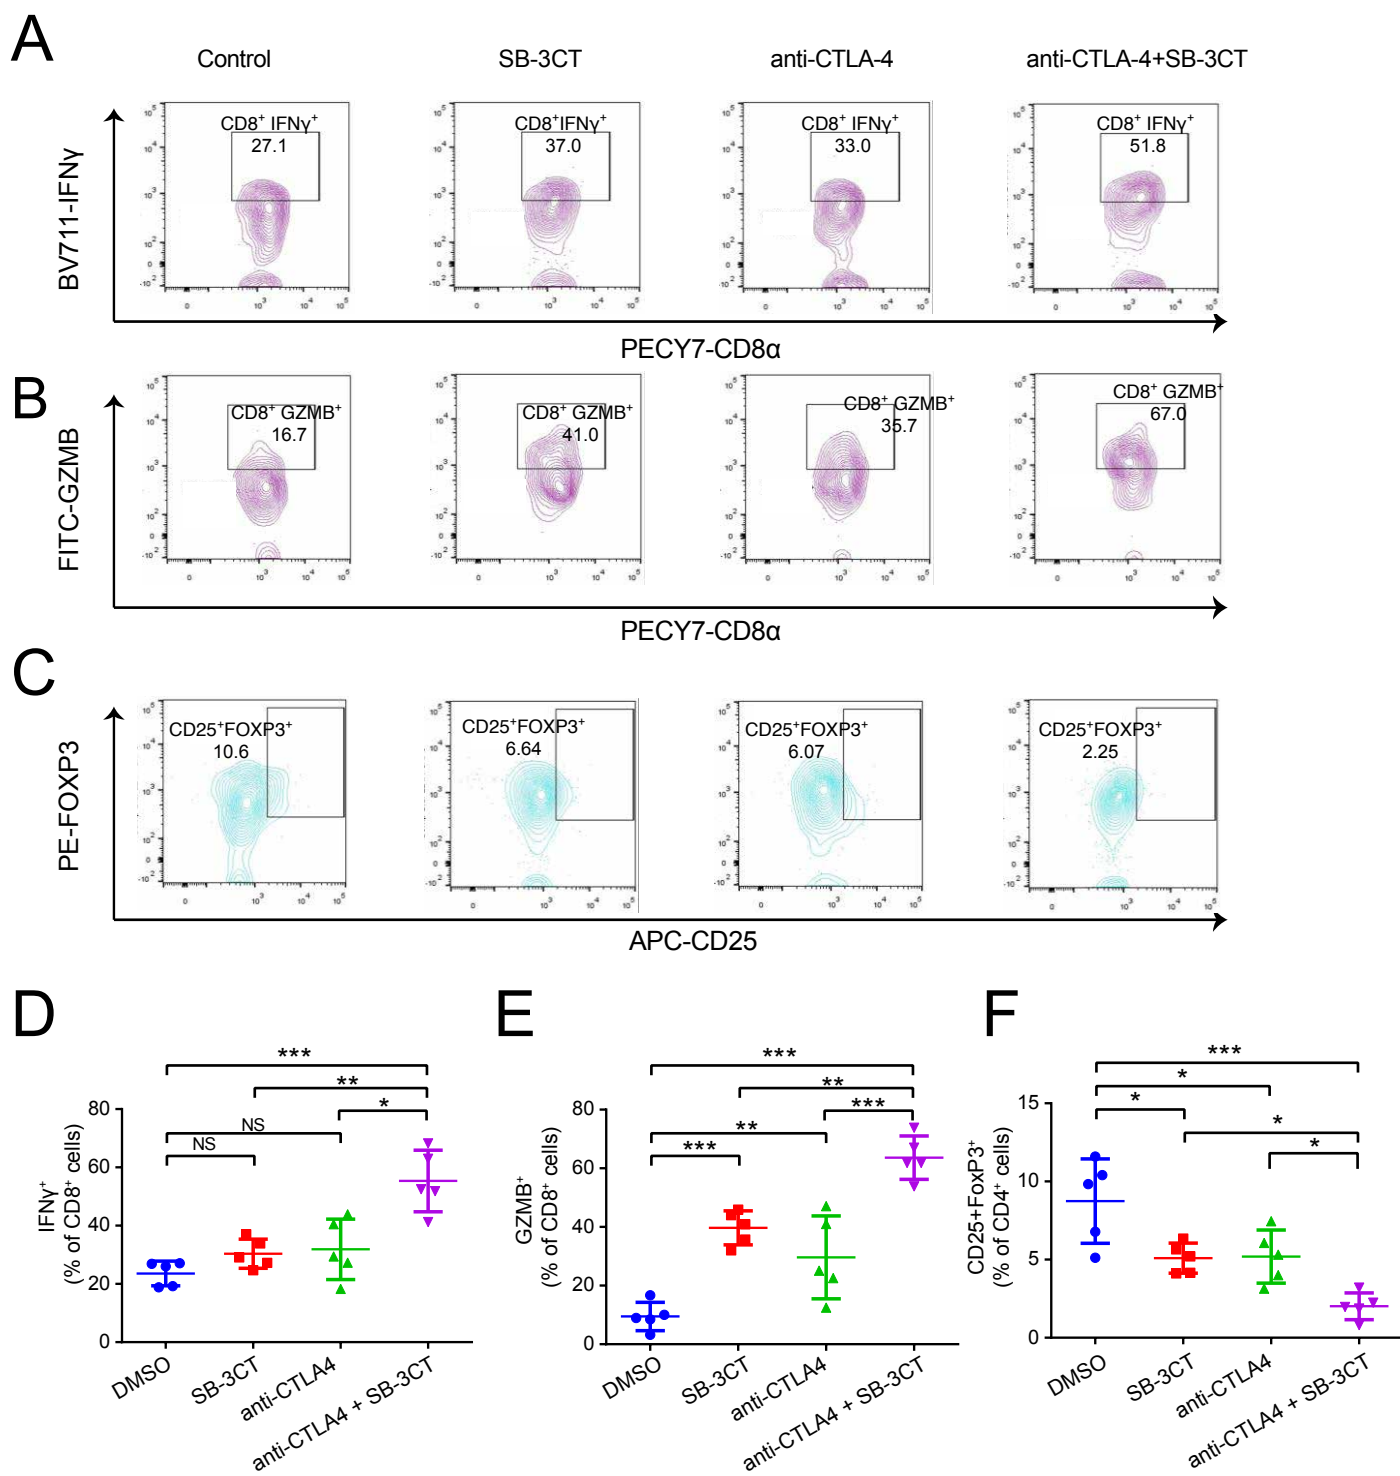 A
Control
SB-3CT
anti-CTLA-4
anti-CTLA-4+SB-3CT
BV711-IFNγ
CD8⁺ IFNγ⁺
27.1
CD8⁺IFNγ⁺
37.0
CD8⁺ IFNγ⁺
33.0
CD8⁺ IFNγ⁺
51.8
PECY7-CD8α
B
FITC-GZMB
CD8⁺ GZMB⁺
16.7
CD8⁺ GZMB⁺
41.0
CD8⁺ GZMB⁺
35.7
CD8⁺ GZMB⁺
67.0
PECY7-CD8α
C
PE-FOXP3
CD25⁺FOXP3⁺
10.6
CD25⁺FOXP3⁺
6.64
CD25⁺FOXP3⁺
6.07
CD25⁺FOXP3⁺
2.25
APC-CD25
D
IFNγ⁺
(% of CD8⁺ cells)
80
60
40
20
0
***
**
*
NS
NS
DMSO
SB-3CT
anti-CTLA4
anti-CTLA4 + SB-3CT
E
GZMB⁺
(% of CD8⁺ cells)
80
60
40
20
0
***
**
***
**
***
DMSO
SB-3CT
anti-CTLA4
anti-CTLA4 + SB-3CT
F
CD25+FoxP3⁺
(% of CD4⁺ cells)
15
10
5
0
***
*
*
*
*
DMSO
SB-3CT
anti-CTLA4
anti-CTLA4 + SB-3CT